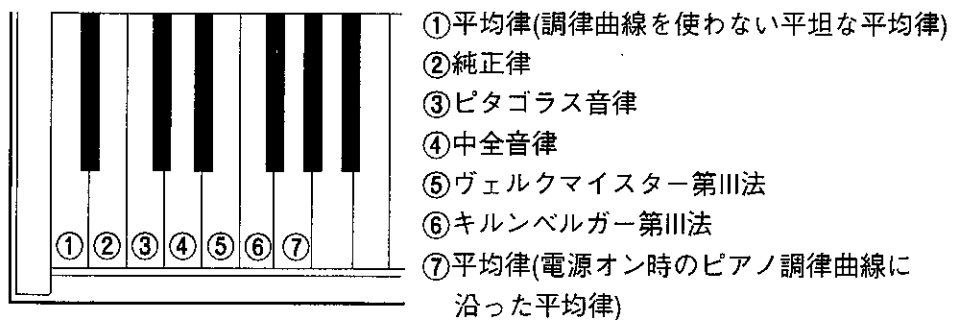 ①平均律(調律曲線を使わない平坦な平均律)
②純正律
③ピタゴラス音律
④中全音律
⑤ヴェルクマイスター第III法
⑥キルンベルガー第III法
⑦平均律(電源オン時のピアノ調律曲線に
沿った平均律)
①②③④⑤⑥⑦